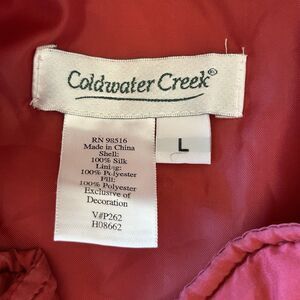 Coldwater Creek®
RN 98516
Made in China
Shell:
100% Silk
Lining:
100% Polyester
Fill:
100% Polyester
Exclusive of
Decoration
V#P262
H08662
L